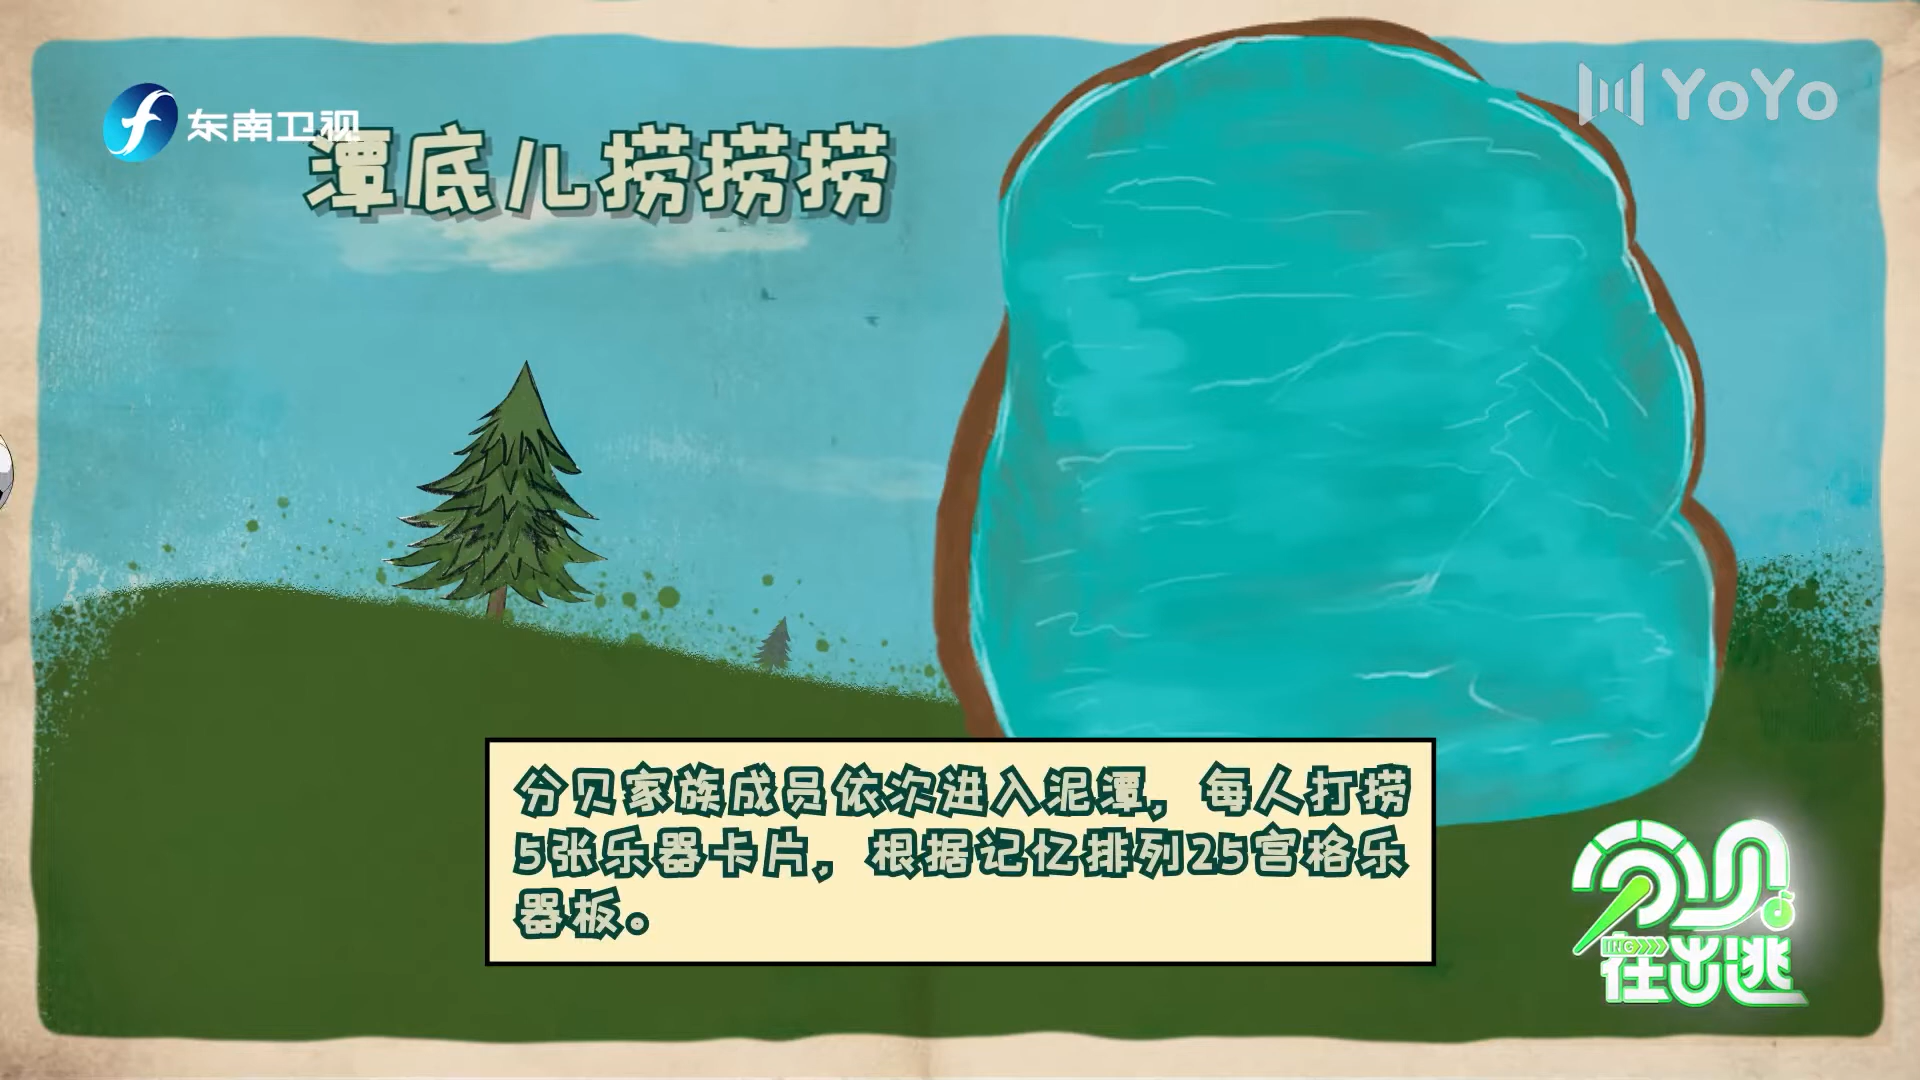 东南卫视
YoYo
潭底儿捞捞捞
分贝家族成员依次进入泥潭，每人打捞
5张乐器卡片，根据记忆排列25宫格乐
器板。
分贝
ING
在出逃